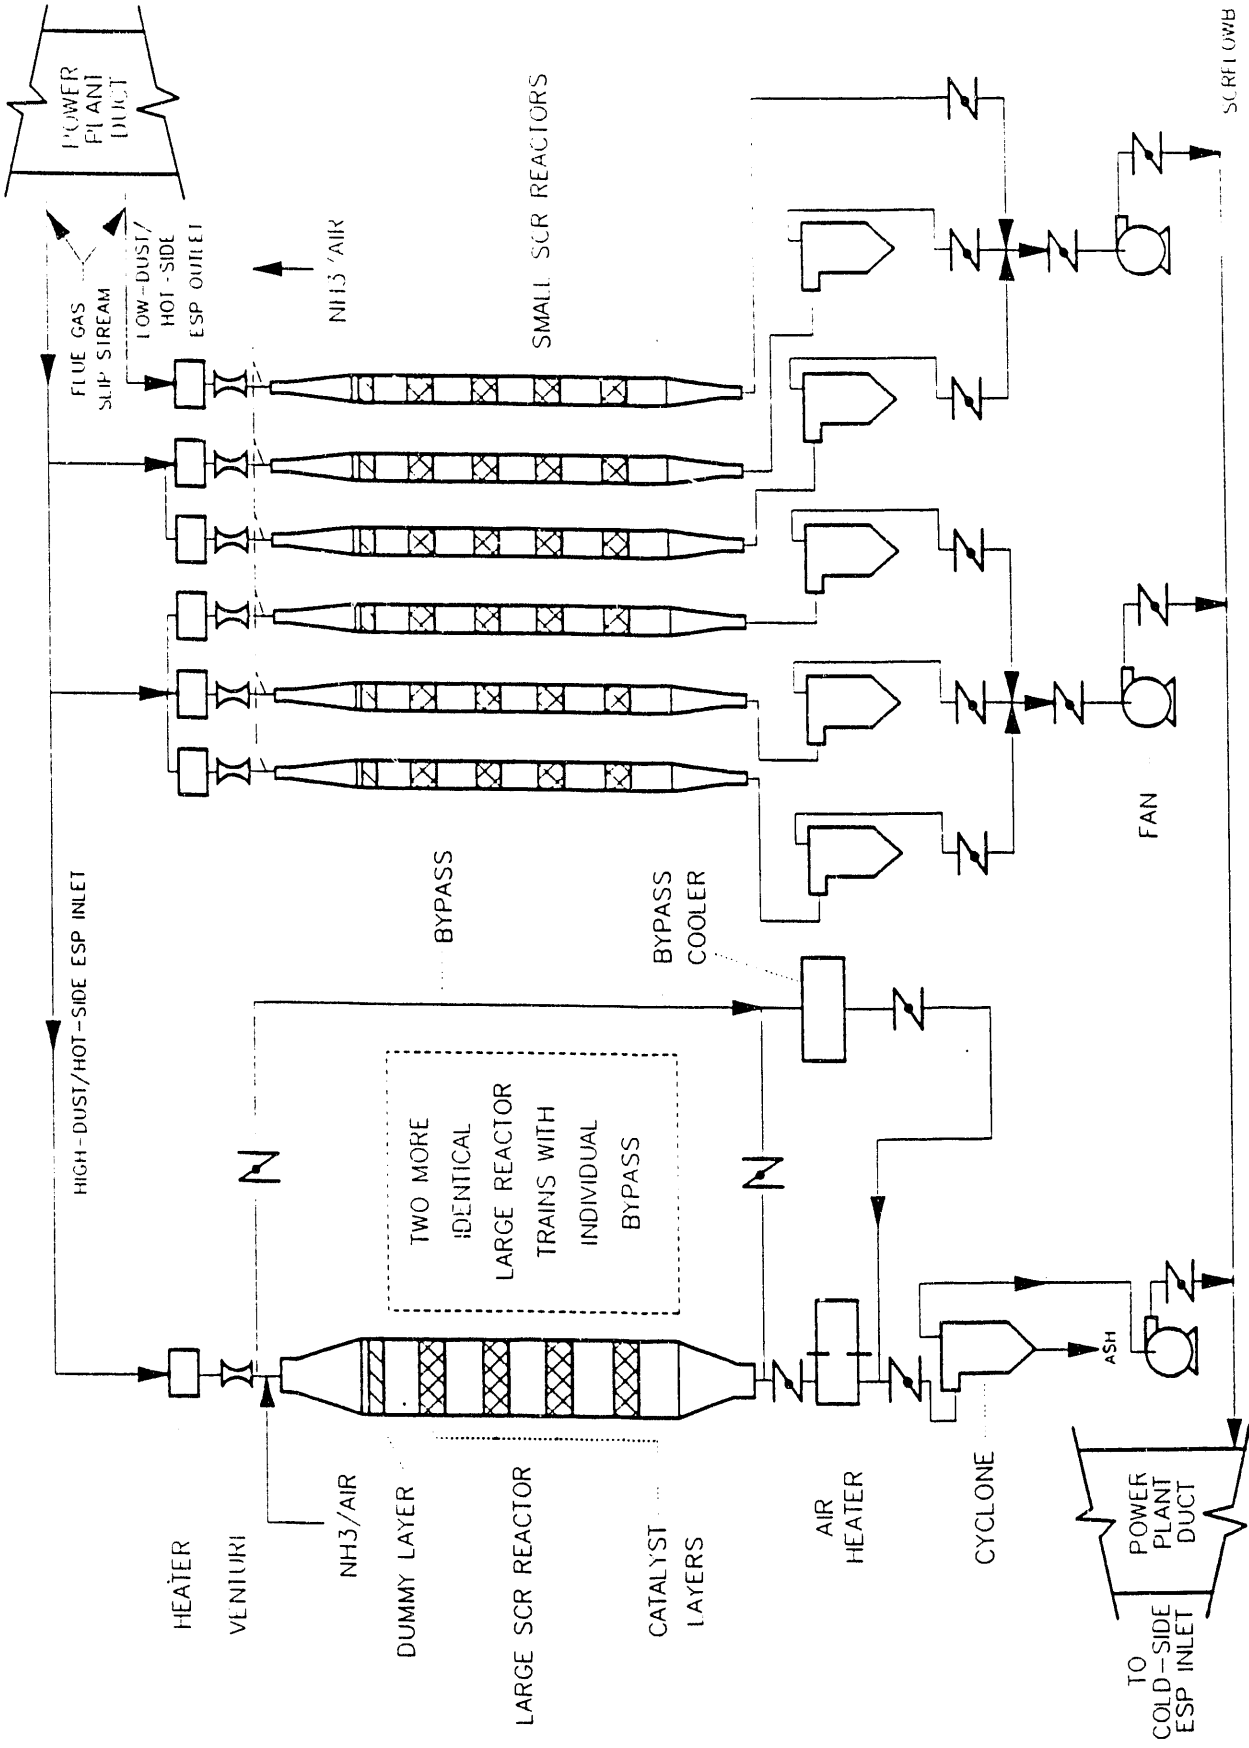 POWER
PLANT
DUCT
FLUE GAS
SLIP STREAM
LOW-DUST/
HOT-SIDE
ESP OUTLET
NH3/AIR
SMALL SCR REACTORS
HIGH-DUST/HOT-SIDE ESP INLET
BYPASS
BYPASS
COOLER
TWO MORE
IDENTICAL
LARGE REACTOR
TRAINS WITH
INDIVIDUAL
BYPASS
FAN
HEATER
VENTURI
NH3/AIR
DUMMY LAYER
LARGE SCR REACTOR
CATALYST
LAYERS
AIR
HEATER
CYCLONE
ASH
POWER
PLANT
DUCT
TO
COLD-SIDE
ESP INLET
SCRFLOWB